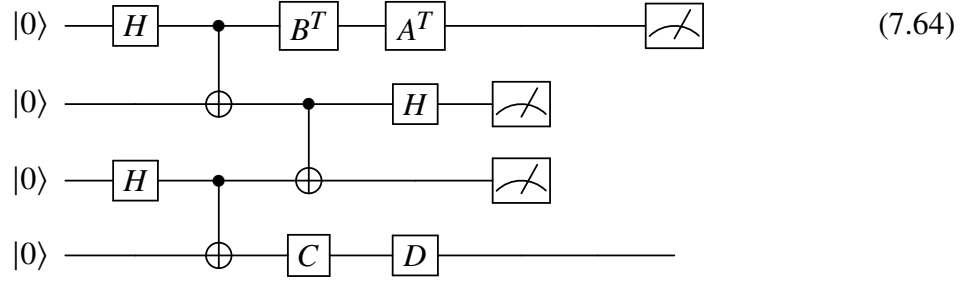 |0⟩ H B^T A^T (7.64)
|0⟩ H
|0⟩ H
|0⟩ C D